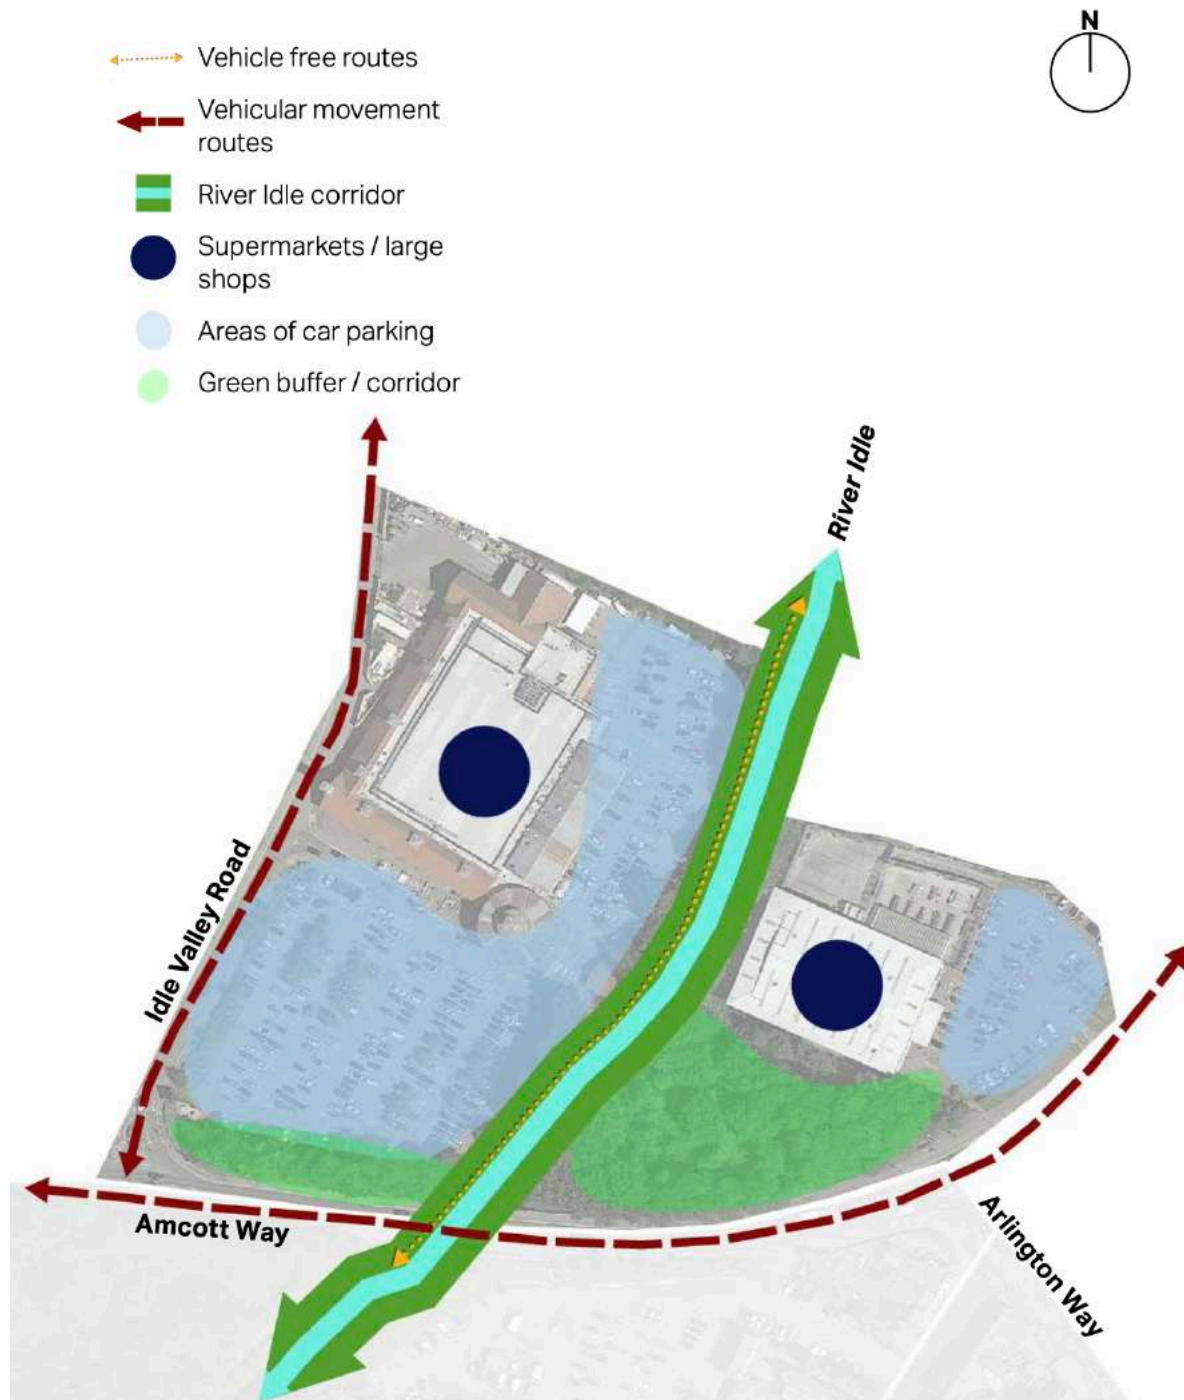 N
Vehicle free routes
Vehicular movement
routes
River Idle corridor
Supermarkets / large
shops
Areas of car parking
Green buffer / corridor
River Idle
Idle Valley Road
Amcott Way
Arlington Way